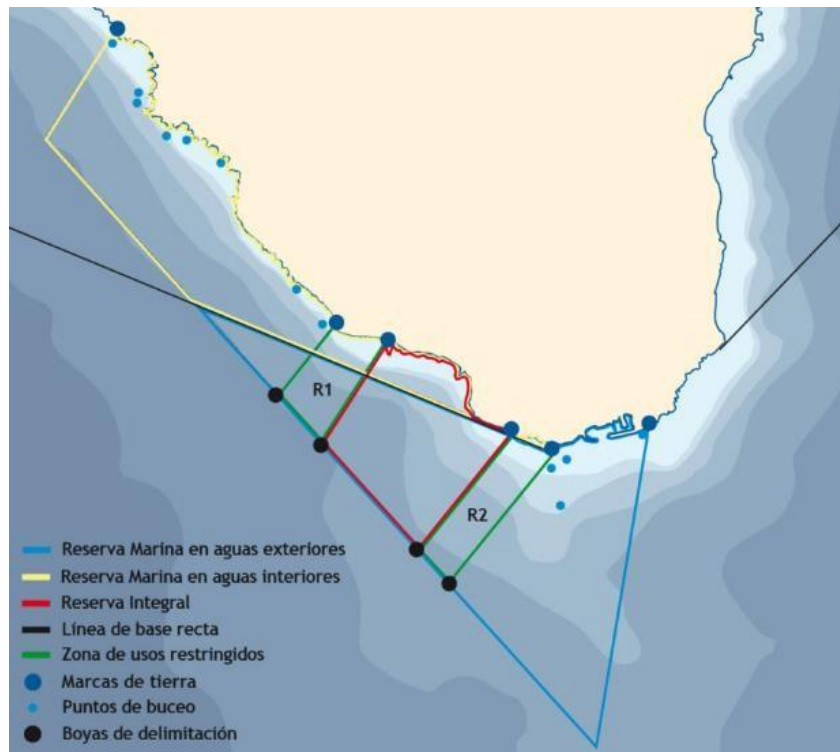 R1
R2
Reserva Marina en aguas exteriores
Reserva Marina en aguas interiores
Reserva Integral
Línea de base recta
Zona de usos restringidos
Marcas de tierra
Puntos de buceo
Boyas de delimitación